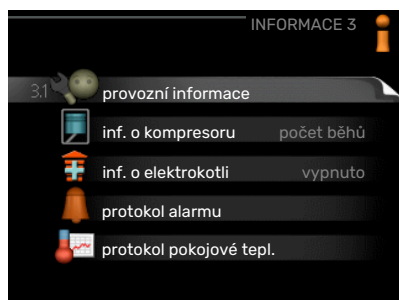 INFORMACE 3
3.1 provozní informace
inf. o kompresoru počet běhů
inf. o elektrokotli vypnuto
protokol alarmu
protokol pokojové tepl.